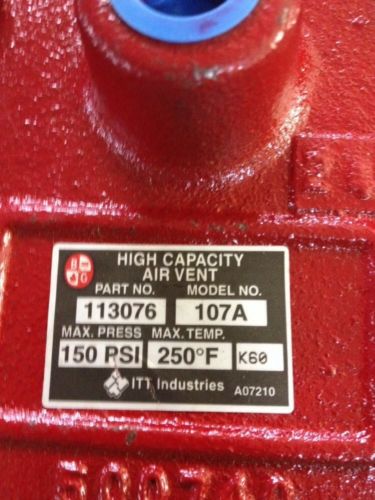 HIGH CAPACITY
AIR VENT
PART NO. MODEL NO.
113076 107A
MAX. PRESS MAX. TEMP.
150 PSI 250°F K60
ITT Industries A07210